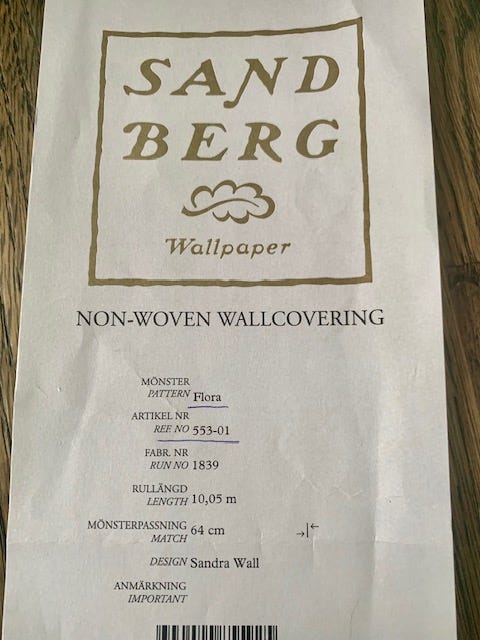 SAND
BERG
Wallpaper
NON-WOVEN WALLCOVERING
MÖNSTER
PATTERN Flora
ARTIKEL NR
REF. NO 553-01
FABR. NR
RUN NO 1839
RULLÄNGD
LENGTH 10,05 m
MÖNSTERPASSNING
MATCH 64 cm
DESIGN Sandra Wall
ANMÄRKNING
IMPORTANT